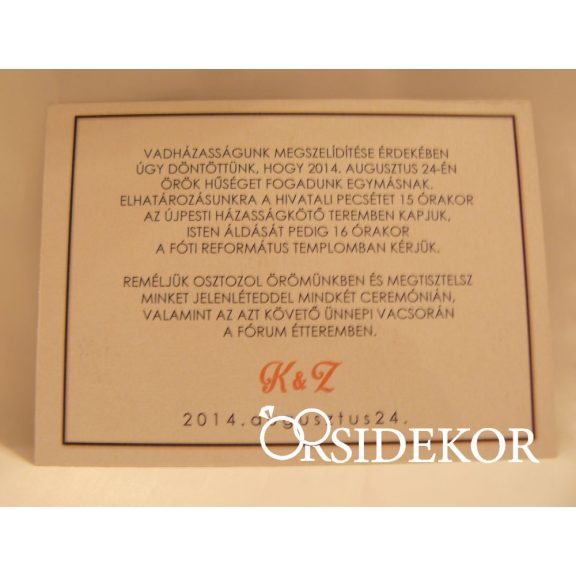 VADHÁZASSÁGUNK MEGSZELÍDÍTÉSE ÉRDEKÉBEN
ÚGY DÖNTÖTTÜNK, HOGY 2014. AUGUSZTUS 24-ÉN
ÖRÖK HŰSÉGET FOGADUNK EGYMÁSNAK.
ELHATÁROZÁSUNKRA A HIVATALI PECSÉTET 15 ÓRAKOR
AZ ÚJPESTI HÁZASSÁGKÖTŐ TEREMBEN KAPJUK,
ISTEN ÁLDÁSÁT PEDIG 16 ÓRAKOR
A FÓTI REFORMÁTUS TEMPLOMBAN KÉRJÜK.
REMÉLJÜK OSZTOZOL ÖRÖMÜNKBEN ÉS MEGTISZTELSZ
MINKET JELENLÉTEDDEL MINDKÉT CEREMÓNIÁN,
VALAMINT AZ AZT KÖVETŐ ÜNNEPI VACSORÁN
A FÓRUM ÉTTEREMBEN.
K & Z
2014.augusztus24.
ORSIDEKOR